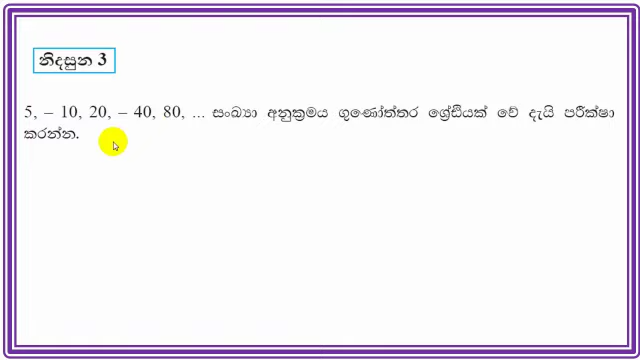 නිදසුන 3
5, – 10, 20, – 40, 80, ... සංඛ්‍යා අනුක්‍රමය ගුණෝත්තර ශ්‍රේඪියක් වේ දැයි පරීක්ෂා
කරන්න.